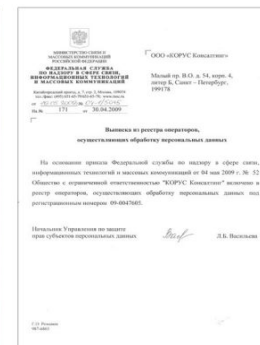 МИНИСТЕРСТВО СВЯЗИ И
МАССОВЫХ КОММУНИКАЦИЙ
РОССИЙСКОЙ ФЕДЕРАЦИИ
ФЕДЕРАЛЬНАЯ СЛУЖБА
ПО НАДЗОРУ В СФЕРЕ СВЯЗИ,
ИНФОРМАЦИОННЫХ ТЕХНОЛОГИЙ
И МАССОВЫХ КОММУНИКАЦИЙ
На № 171 от 30.04.2009
ООО «КОРУС Консалтинг»
Малый пр. В.О. д. 54, корп. 4,
литер Б, Санкт – Петербург,
199178
Выписка из реестра операторов,
осуществляющих обработку персональных данных
На основании приказа Федеральной службы по надзору в сфере связи,
информационных технологий и массовых коммуникаций от 04 мая 2009 г. № 52
Общество с ограниченной ответственностью "КОРУС Консалтинг" включено в
реестр операторов, осуществляющих обработку персональных данных под
регистрационным номером 09-0047605.
Начальник Управления по защите
прав субъектов персональных данных
Л.Б. Васильева